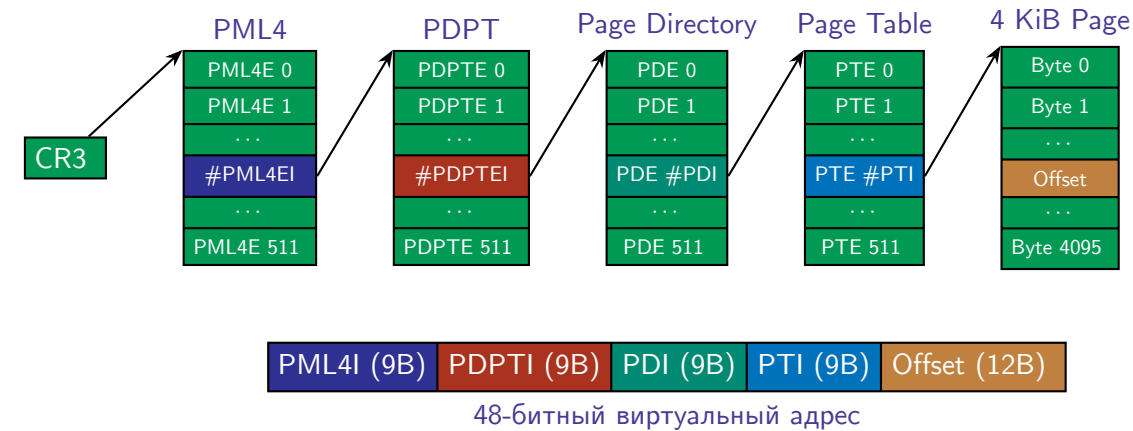 PML4
PDPT
Page Directory
Page Table
4 KiB Page
CR3
PML4E 0
PML4E 1
...
#PML4EI
...
PML4E 511
PDPTE 0
PDPTE 1
...
#PDPTEI
...
PDPTE 511
PDE 0
PDE 1
...
PDE #PDI
...
PDE 511
PTE 0
PTE 1
...
PTE #PTI
...
PTE 511
Byte 0
Byte 1
...
Offset
...
Byte 4095
PML4I (9B) PDPTI (9B) PDI (9B) PTI (9B) Offset (12B)
48-битный виртуальный адрес